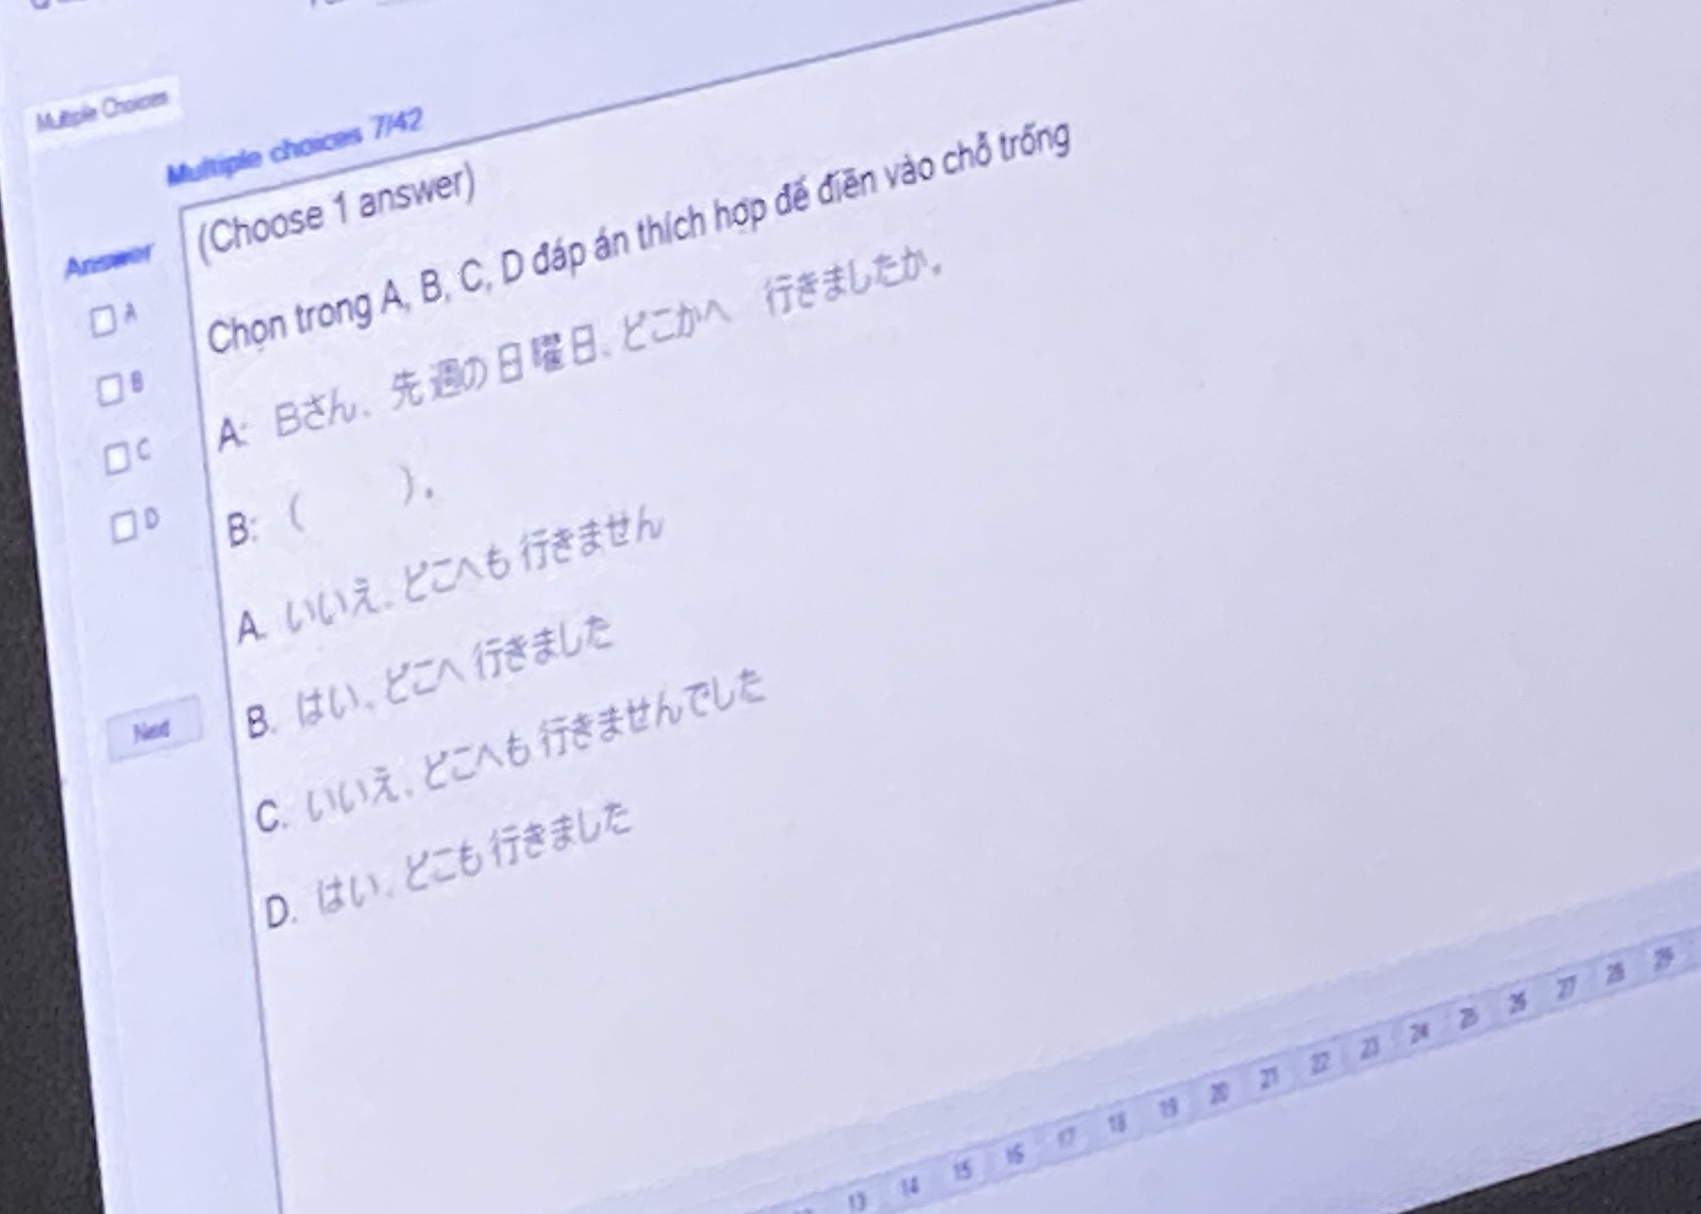 Multiple Choices
Multiple choices 7/42
Answer
A
B
C
D
Next
(Choose 1 answer)
Chọn trong A, B, C, D đáp án thích hợp để điền vào chỗ trống
A: Bさん、先週の日曜日、どこかへ 行きましたか。
B: ( )。
A. いいえ、どこへも 行きません
B. はい、どこへ 行きました
C. いいえ、どこへも 行きませんでした
D. はい、どこも 行きました
13 14 15 16 17 18 19 20 21 22 23 24 25 26 27 28 29